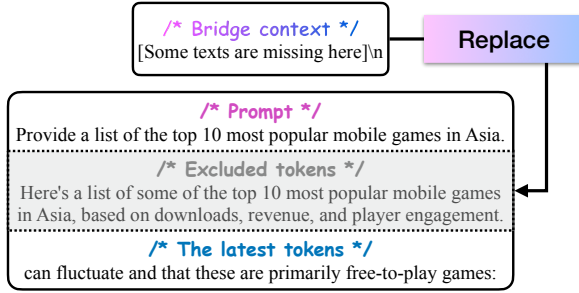 /* Bridge context */
[Some texts are missing here]\n
Replace
/* Prompt */
Provide a list of the top 10 most popular mobile games in Asia.
/* Excluded tokens */
Here's a list of some of the top 10 most popular mobile games
in Asia, based on downloads, revenue, and player engagement.
/* The latest tokens */
can fluctuate and that these are primarily free-to-play games: